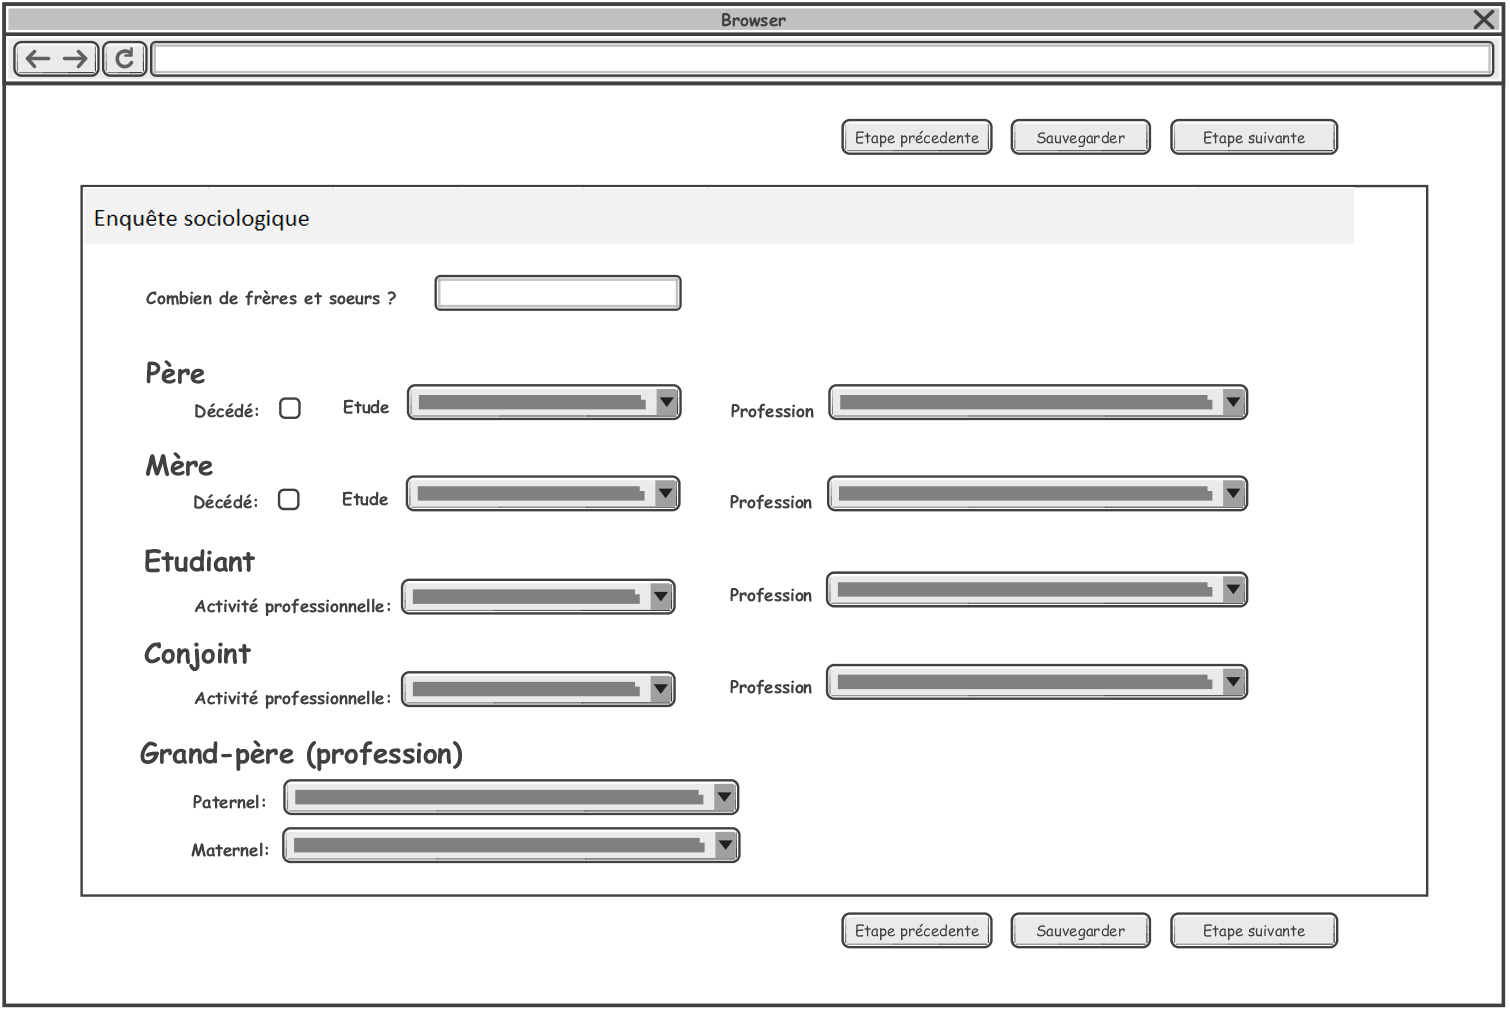 Browser
Etape précedente Sauvegarder Etape suivante
Enquête sociologique
Combien de frères et soeurs ?
Père
Décédé: Etude Profession
Mère
Décédé: Etude Profession
Etudiant
Activité professionnelle: Profession
Conjoint
Activité professionnelle: Profession
Grand-père (profession)
Paternel:
Maternel:
Etape précedente Sauvegarder Etape suivante